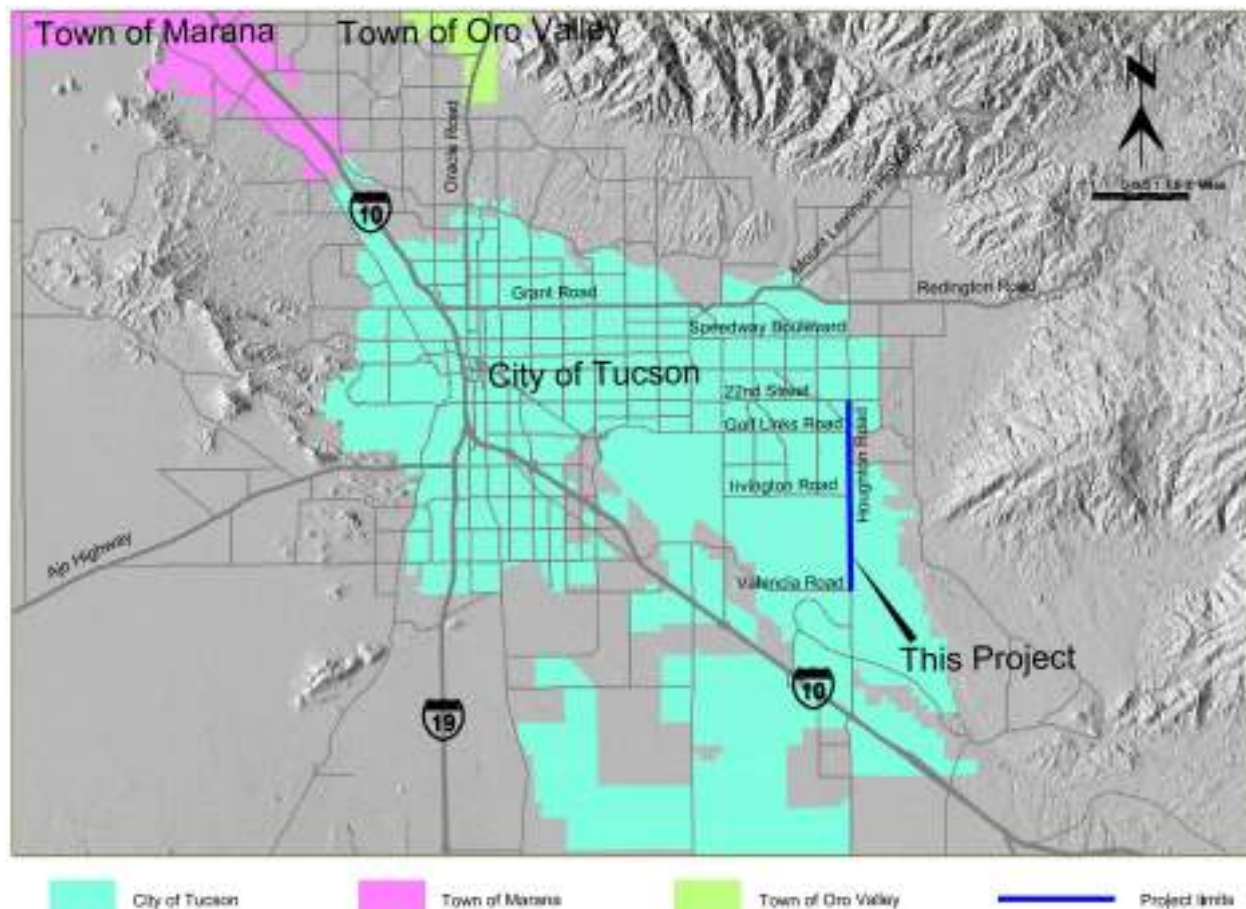 Town of Marana
Town of Oro Valley
N
Oracle Road
Mount Lemmon Highway
Miles
10
Grant Road
Redington Road
Speedway Boulevard
City of Tucson
22nd Street
Golf Links Road
Houghton Road
Irvington Road
Ajo Highway
Valencia Road
This Project
10
19
City of Tucson
Town of Marana
Town of Oro Valley
Project limits